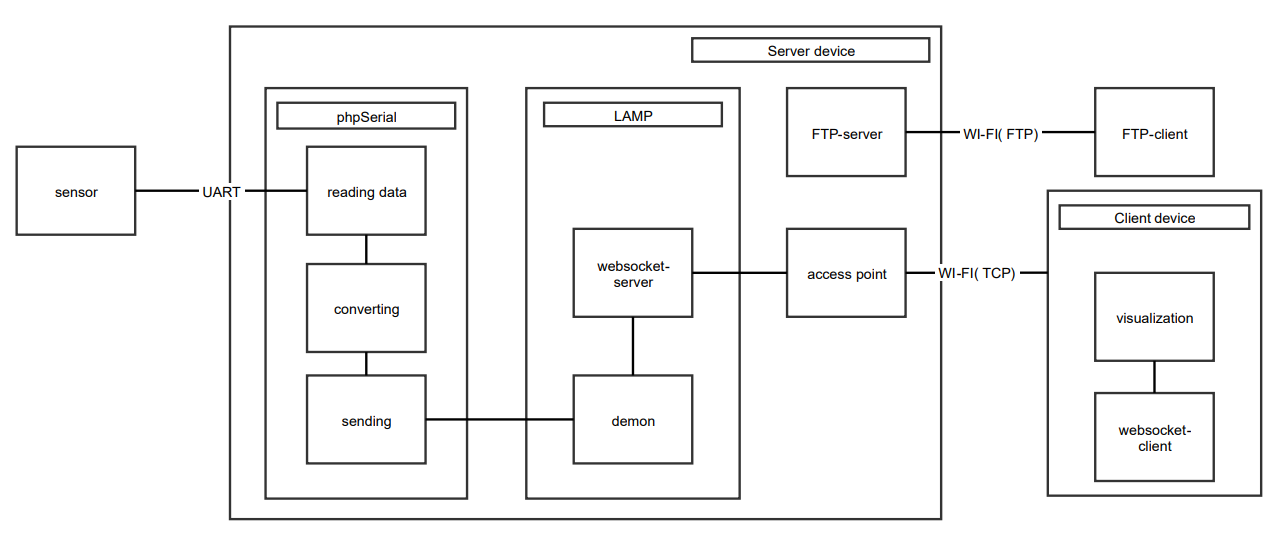 Server device
phpSerial
LAMP
FTP-server
WI-FI( FTP)
FTP-client
sensor
UART
reading data
Client device
websocket-
server
access point
WI-FI( TCP)
converting
visualization
sending
demon
websocket-
client